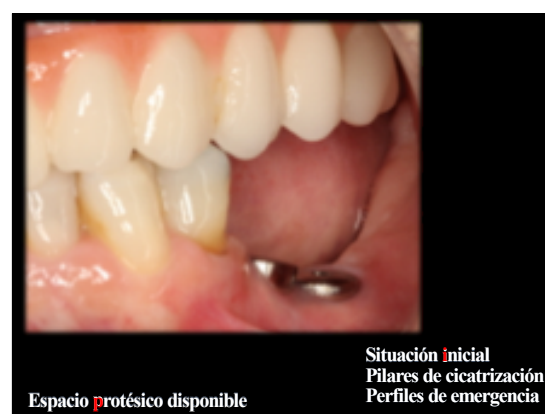 Situación inicial
Pilares de cicatrización
Perfiles de emergencia
Espacio protésico disponible